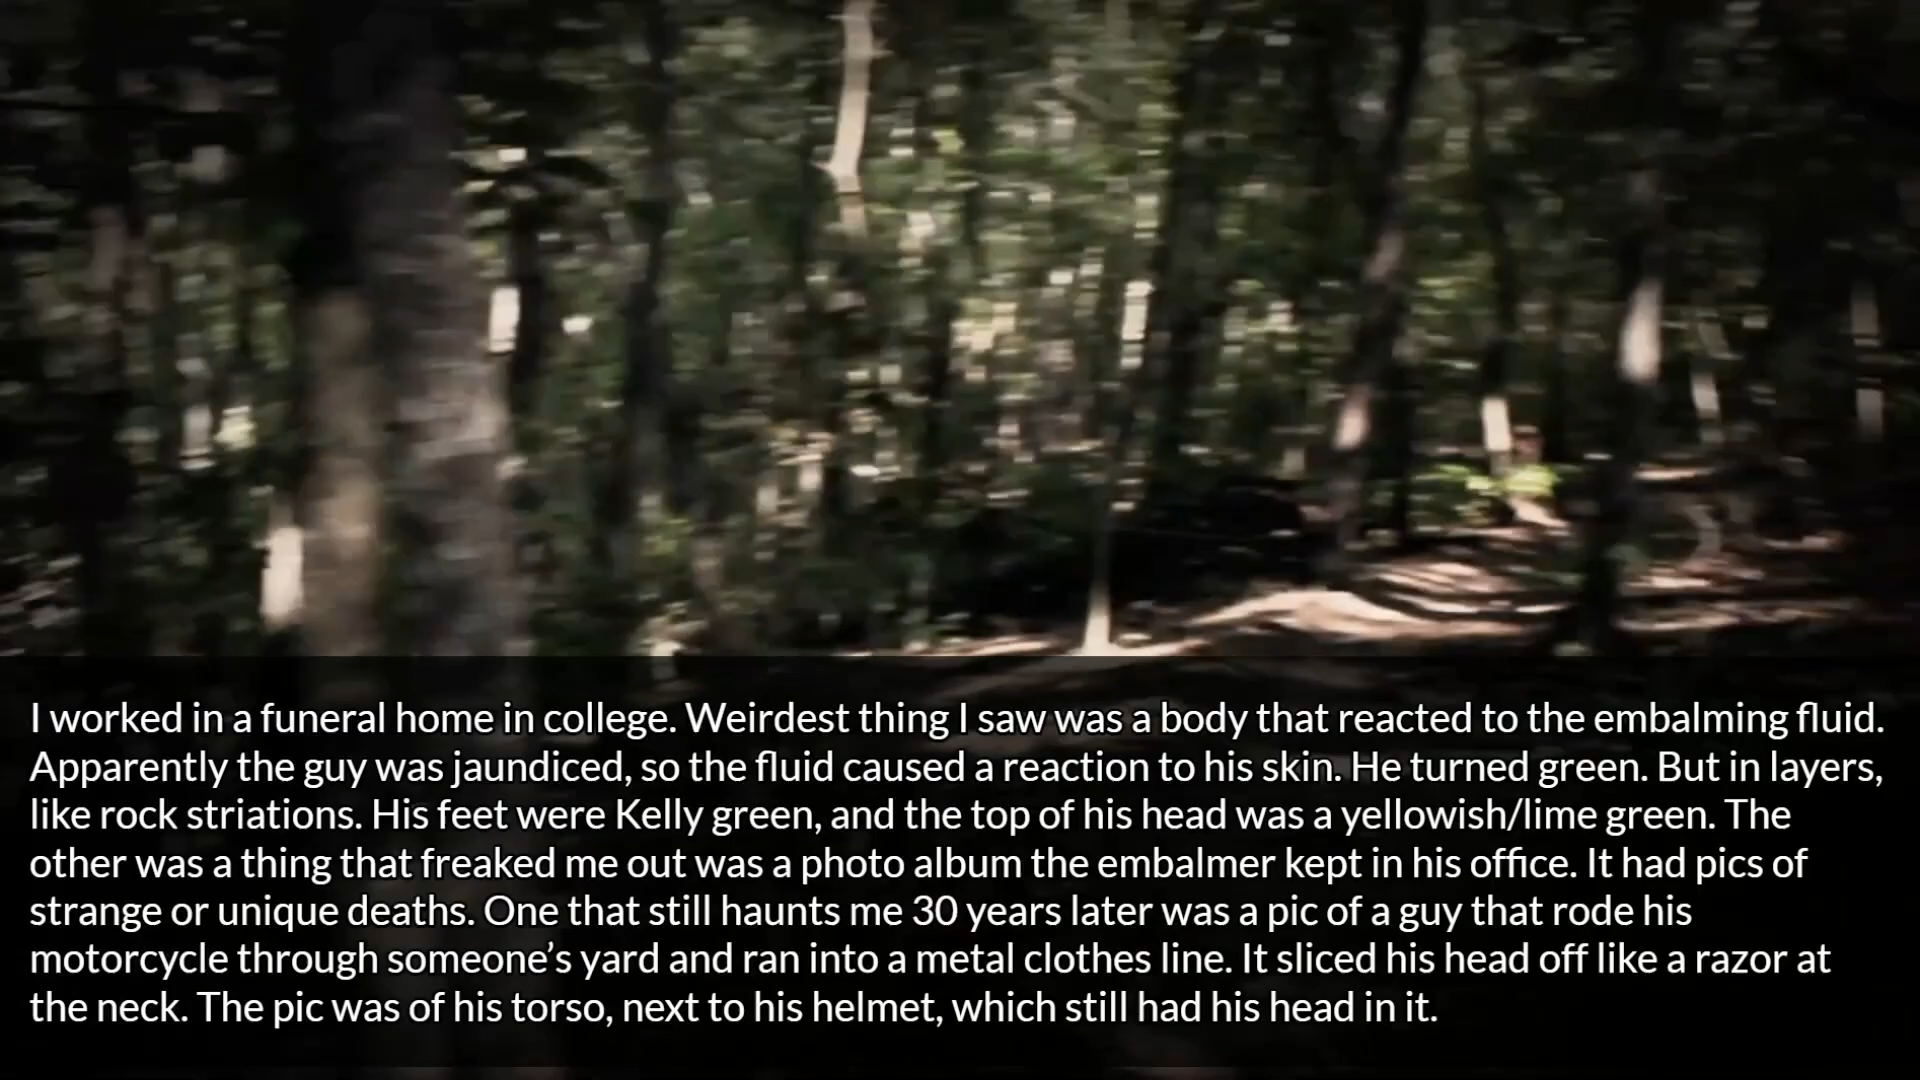 I worked in a funeral home in college. Weirdest thing I saw was a body that reacted to the embalming fluid.
Apparently the guy was jaundiced, so the fluid caused a reaction to his skin. He turned green. But in layers,
like rock striations. His feet were Kelly green, and the top of his head was a yellowish/lime green. The
other was a thing that freaked me out was a photo album the embalmer kept in his office. It had pics of
strange or unique deaths. One that still haunts me 30 years later was a pic of a guy that rode his
motorcycle through someone’s yard and ran into a metal clothes line. It sliced his head off like a razor at
the neck. The pic was of his torso, next to his helmet, which still had his head in it.